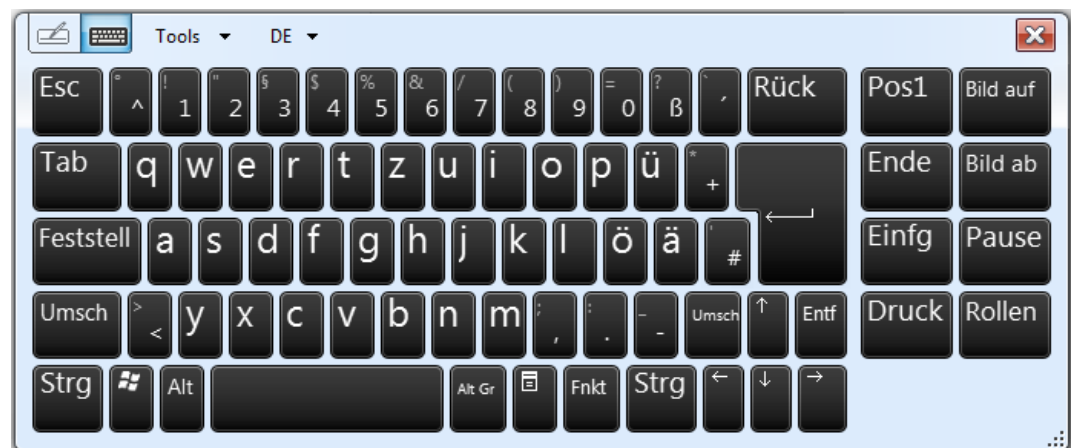 Tools DE
Esc ° ^ ! 1 " 2 § 3 $ 4 % 5 & 6 / 7 ( 8 ) 9 = 0 ? ß ` ´ Rück Pos1 Bild auf
Tab q w e r t z u i o p ü * + Ende Bild ab
Feststell a s d f g h j k l ö ä ' # Einfg Pause
Umsch > < y x c v b n m ; , : . _ - Umsch ↑ Entf Druck Rollen
Strg Alt Alt Gr Fnkt Strg ← ↓ →